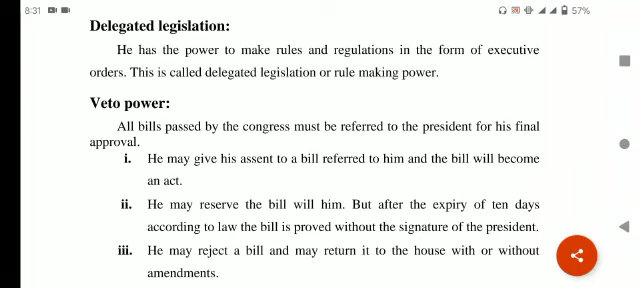 8:31
57%
Delegated legislation:
He has the power to make rules and regulations in the form of executive
orders. This is called delegated legislation or rule making power.
Veto power:
All bills passed by the congress must be referred to the president for his final
approval.
i. He may give his assent to a bill referred to him and the bill will become
an act.
ii. He may reserve the bill will him. But after the expiry of ten days
according to law the bill is proved without the signature of the president.
iii. He may reject a bill and may return it to the house with or without
amendments.